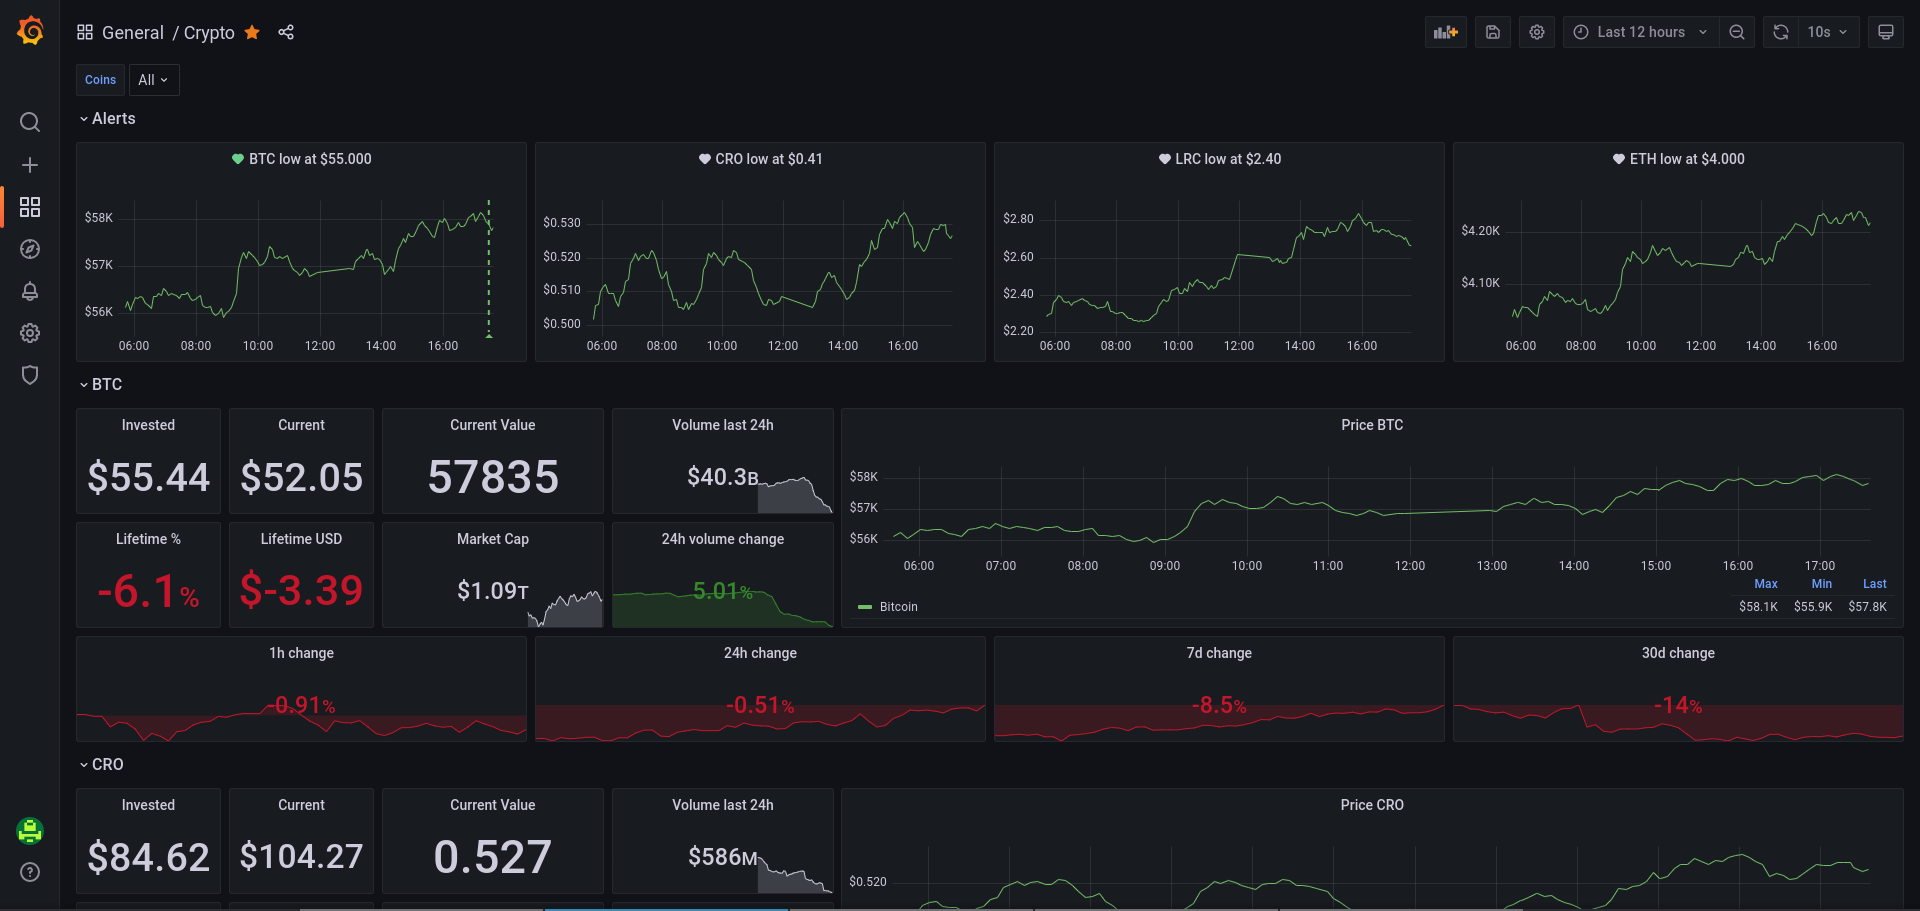 General / Crypto
Last 12 hours
10s
Coins
All
Alerts
BTC low at $55.000
$58K
$57K
$56K
06:00 08:00 10:00 12:00 14:00 16:00
CRO low at $0.41
$0.530
$0.520
$0.510
$0.500
06:00 08:00 10:00 12:00 14:00 16:00
LRC low at $2.40
$2.80
$2.60
$2.40
$2.20
06:00 08:00 10:00 12:00 14:00 16:00
ETH low at $4.000
$4.20K
$4.10K
06:00 08:00 10:00 12:00 14:00 16:00
BTC
Invested
$55.44
Current
$52.05
Current Value
57835
Volume last 24h
$40.3B
Lifetime %
-6.1%
Lifetime USD
$-3.39
Market Cap
$1.09T
24h volume change
5.01%
Price BTC
$58K
$57K
$56K
06:00 07:00 08:00 09:00 10:00 11:00 12:00 13:00 14:00 15:00 16:00 17:00
Max Min Last
Bitcoin $58.1K $55.9K $57.8K
1h change
-0.91%
24h change
-0.51%
7d change
-8.5%
30d change
-14%
CRO
Invested
$84.62
Current
$104.27
Current Value
0.527
Volume last 24h
$586M
Price CRO
$0.520